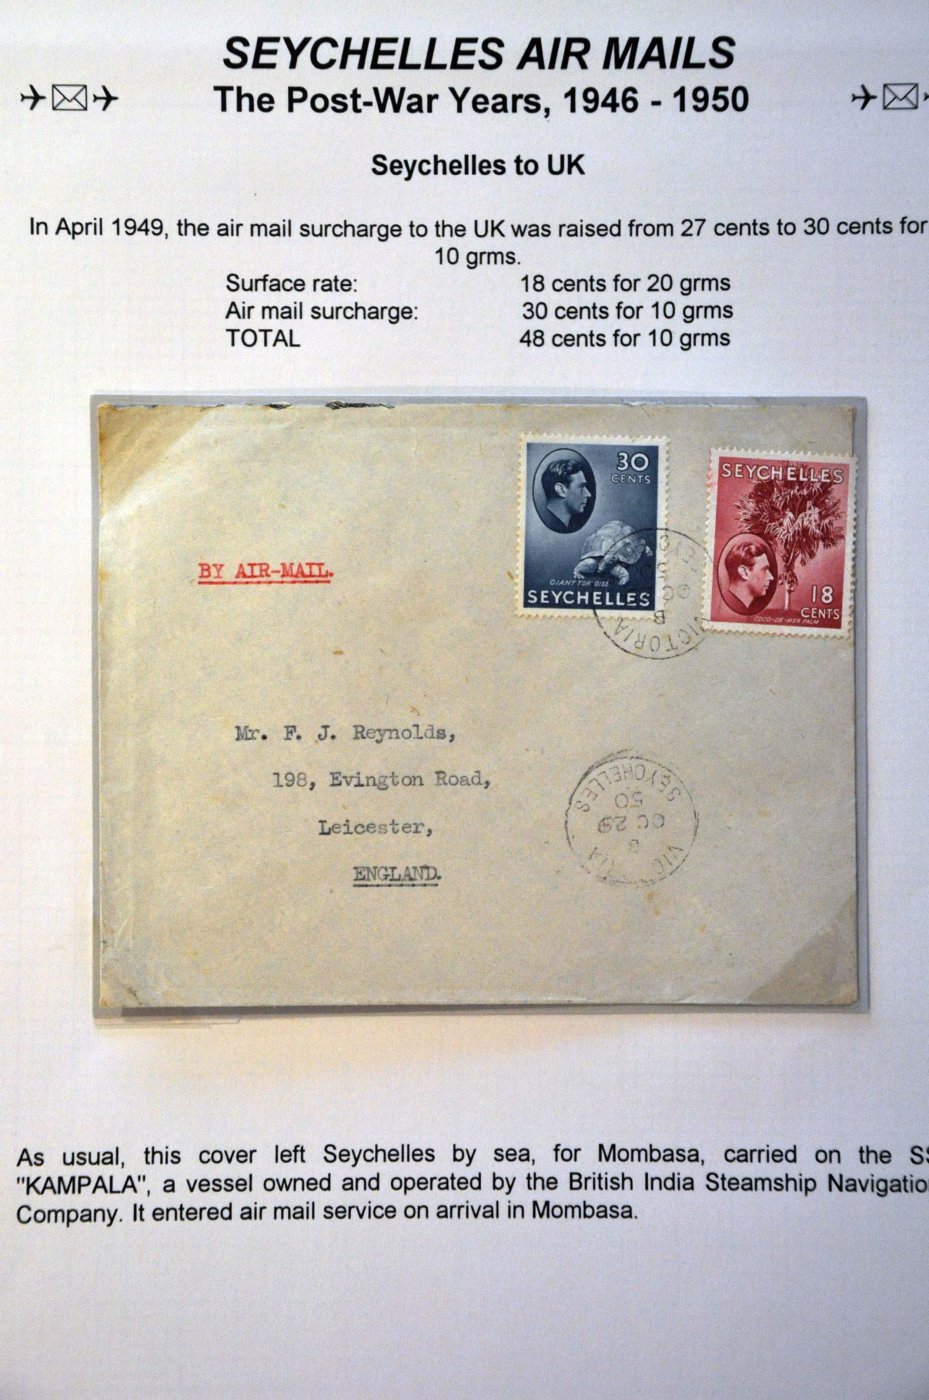 SEYCHELLES AIR MAILS
The Post-War Years, 1946 - 1950
Seychelles to UK
In April 1949, the air mail surcharge to the UK was raised from 27 cents to 30 cents for
10 grms.
Surface rate: 18 cents for 20 grms
Air mail surcharge: 30 cents for 10 grms
TOTAL 48 cents for 10 grms
30
CENTS
GIANT TORTOISE
SEYCHELLES
SEYCHELLES
18
CENTS
COCO-DE-MER PALM
BY AIR-MAIL.
VICTORIA
B
OC
Mr. F. J. Reynolds,
198, Evington Road,
Leicester,
ENGLAND.
SEYCHELLES
50
OC 29
As usual, this cover left Seychelles by sea, for Mombasa, carried on the
"KAMPALA", a vessel owned and operated by the British India Steamship Navigatio
Company. It entered air mail service on arrival in Mombasa.